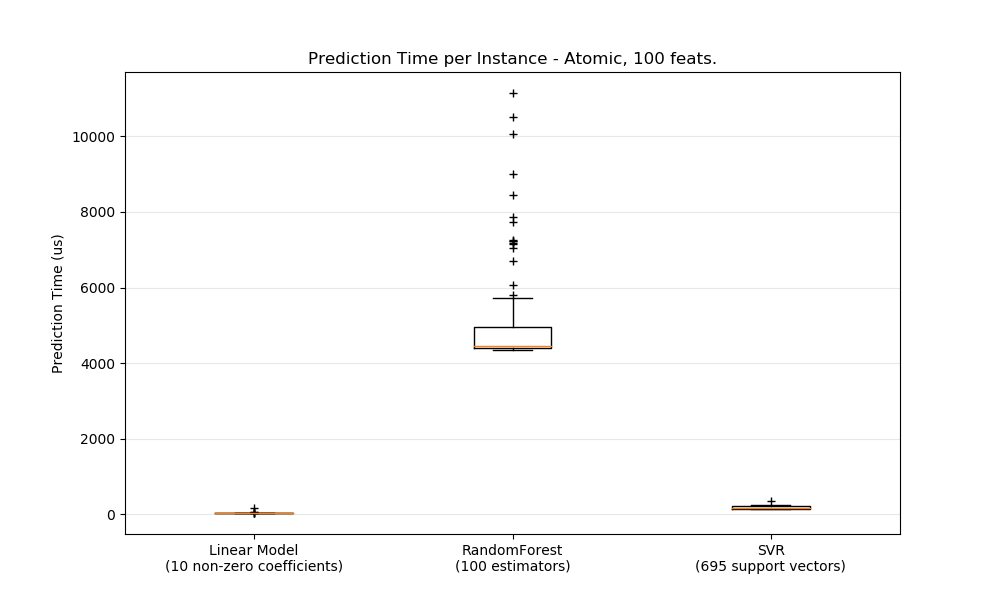 Prediction Time per Instance - Atomic, 100 feats.
Prediction Time (us)
10000
8000
6000
4000
2000
0
Linear Model
(10 non-zero coefficients)
RandomForest
(100 estimators)
SVR
(695 support vectors)